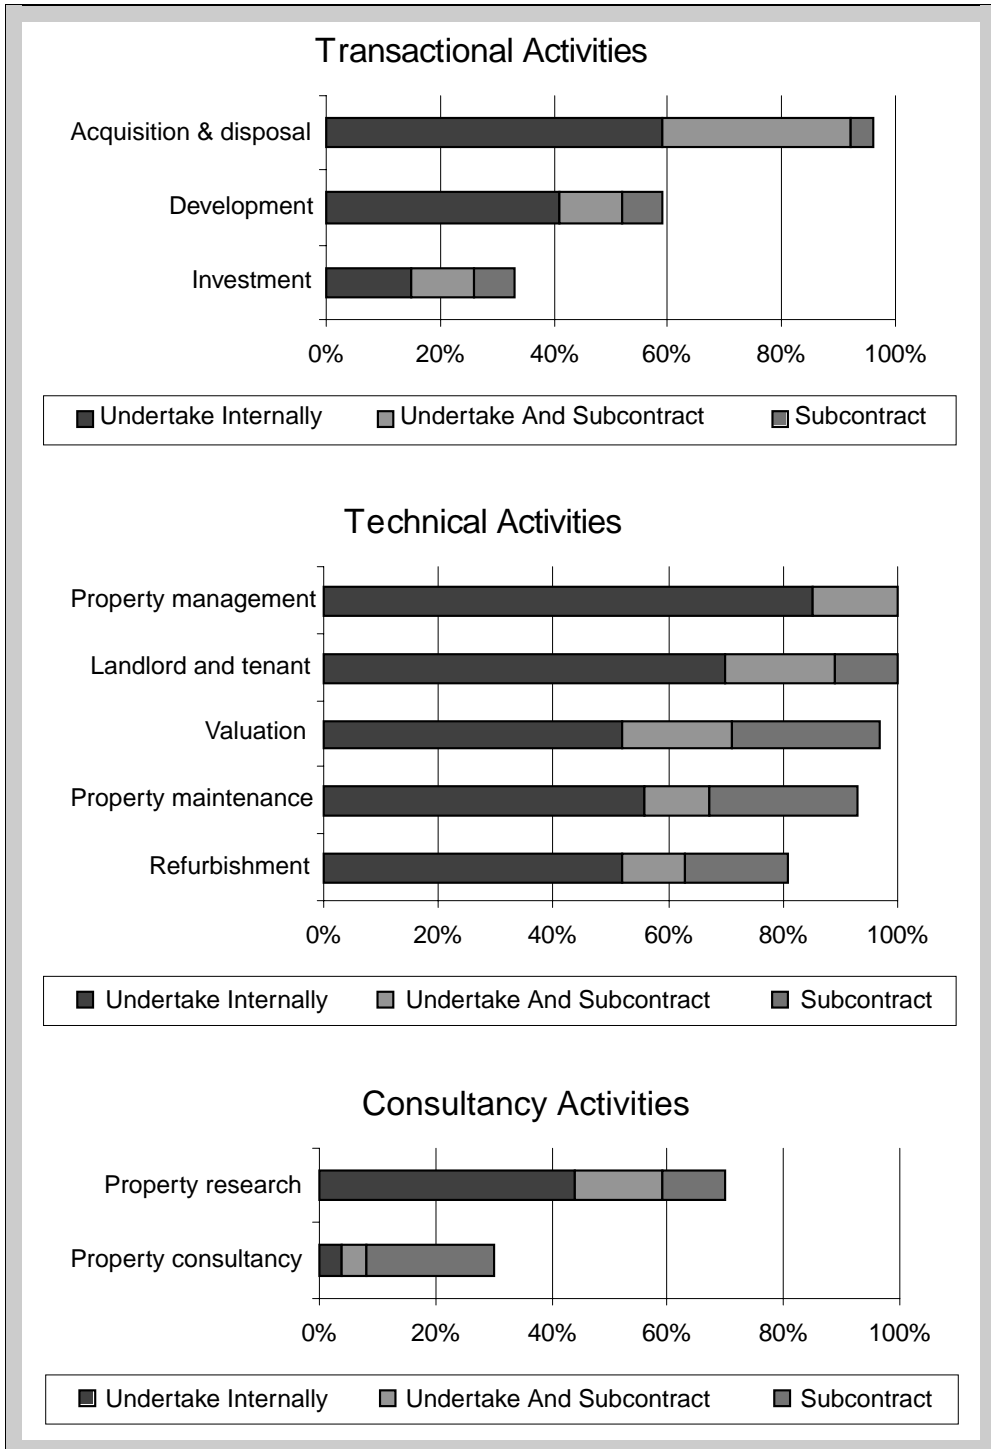 Transactional Activities
Acquisition & disposal
Development
Investment
0% 20% 40% 60% 80% 100%
Undertake Internally Undertake And Subcontract Subcontract
Technical Activities
Property management
Landlord and tenant
Valuation
Property maintenance
Refurbishment
0% 20% 40% 60% 80% 100%
Undertake Internally Undertake And Subcontract Subcontract
Consultancy Activities
Property research
Property consultancy
0% 20% 40% 60% 80% 100%
Undertake Internally Undertake And Subcontract Subcontract